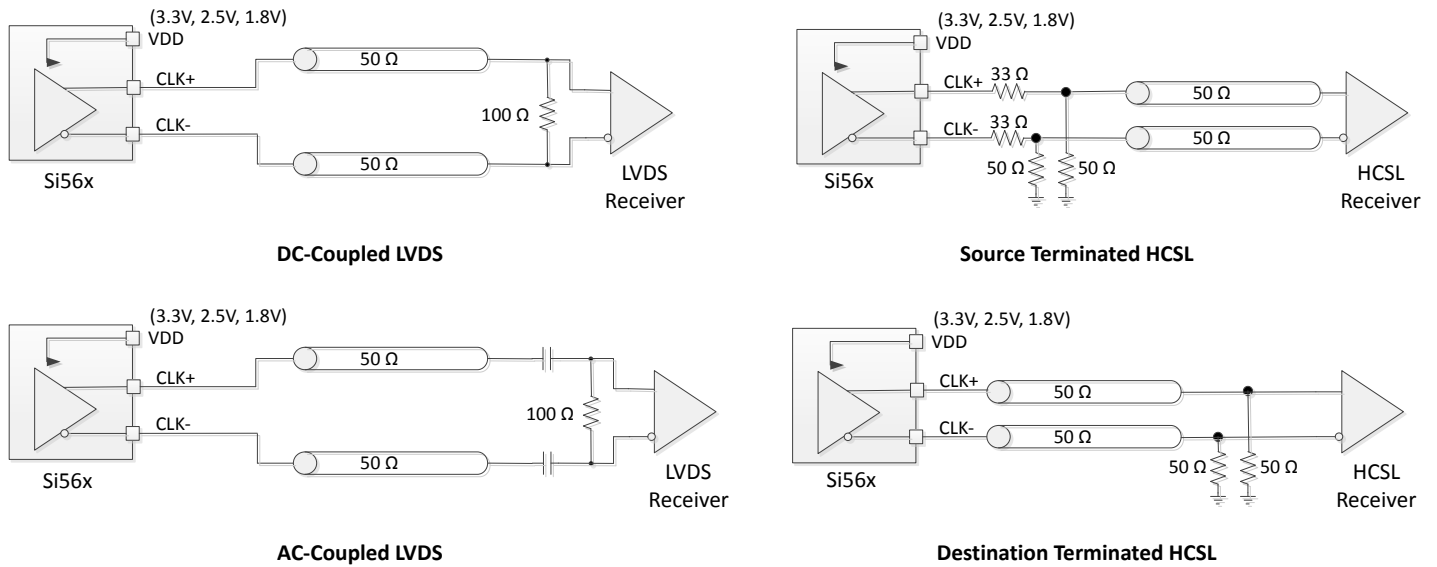 (3.3V, 2.5V, 1.8V)
VDD
CLK+
50 Ω
100 Ω
CLK-
50 Ω
Si56x
LVDS
Receiver
DC-Coupled LVDS
(3.3V, 2.5V, 1.8V)
VDD
CLK+
33 Ω
50 Ω
CLK-
33 Ω
50 Ω
50 Ω
50 Ω
Si56x
HCSL
Receiver
Source Terminated HCSL
(3.3V, 2.5V, 1.8V)
VDD
CLK+
50 Ω
100 Ω
CLK-
50 Ω
Si56x
LVDS
Receiver
AC-Coupled LVDS
(3.3V, 2.5V, 1.8V)
VDD
CLK+
50 Ω
CLK-
50 Ω
50 Ω
50 Ω
Si56x
HCSL
Receiver
Destination Terminated HCSL